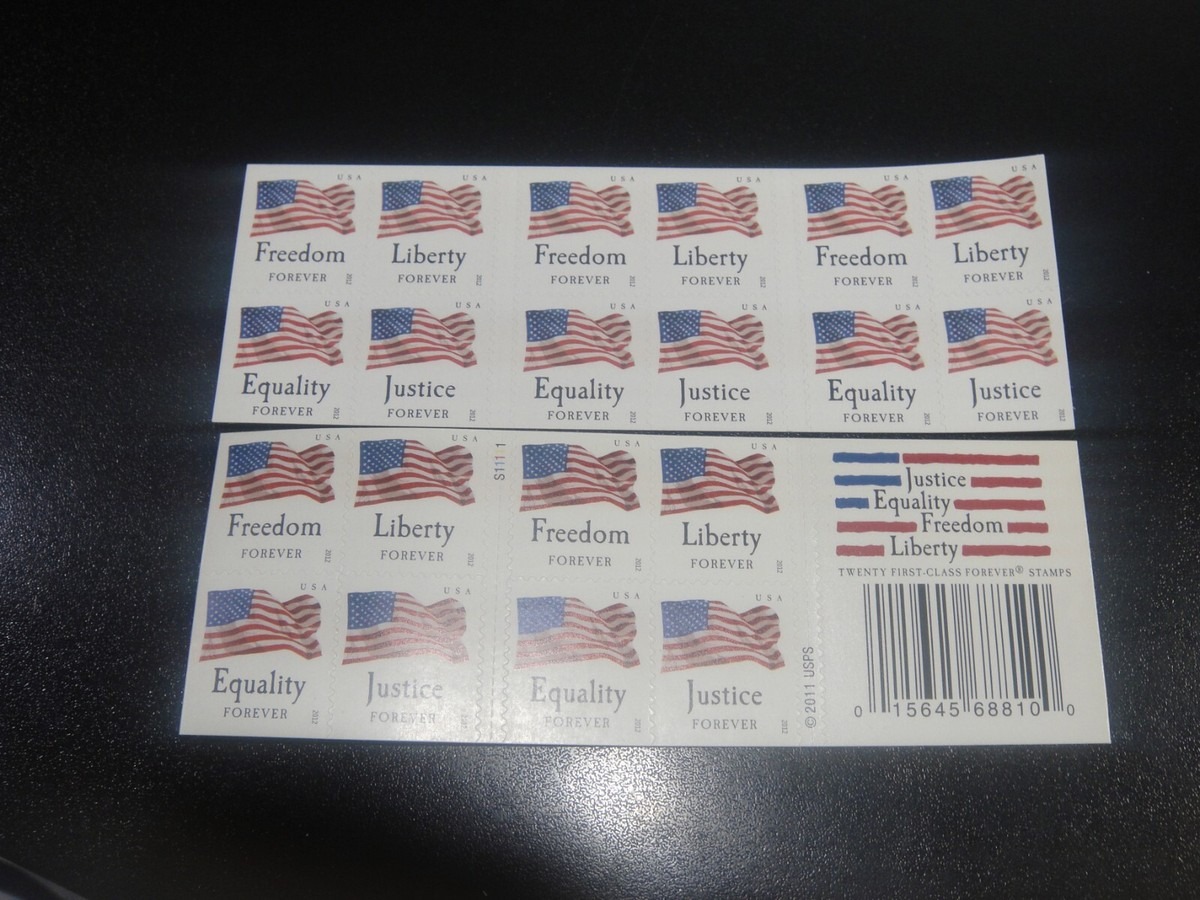 USA USA USA USA USA USA
Freedom Liberty Freedom Liberty Freedom Liberty
FOREVER 2012 FOREVER 2012 FOREVER 2012 FOREVER 2012 FOREVER 2012 FOREVER 2012
USA USA USA USA USA USA
Equality Justice Equality Justice Equality Justice
FOREVER 2012 FOREVER 2012 FOREVER 2012 FOREVER 2012 FOREVER 2012 FOREVER 2012
USA USA S111 1 USA USA
Freedom Liberty Freedom Liberty
FOREVER 2012 FOREVER 2012 FOREVER 2012 FOREVER 2012
USA USA USA USA
Equality Justice Equality Justice
FOREVER 2012 FOREVER FOREVER 2012 FOREVER 2012
© 2011 USPS
Justice
Equality
Freedom
Liberty
TWENTY FIRST-CLASS FOREVER® STAMPS
0 15645 68810 0